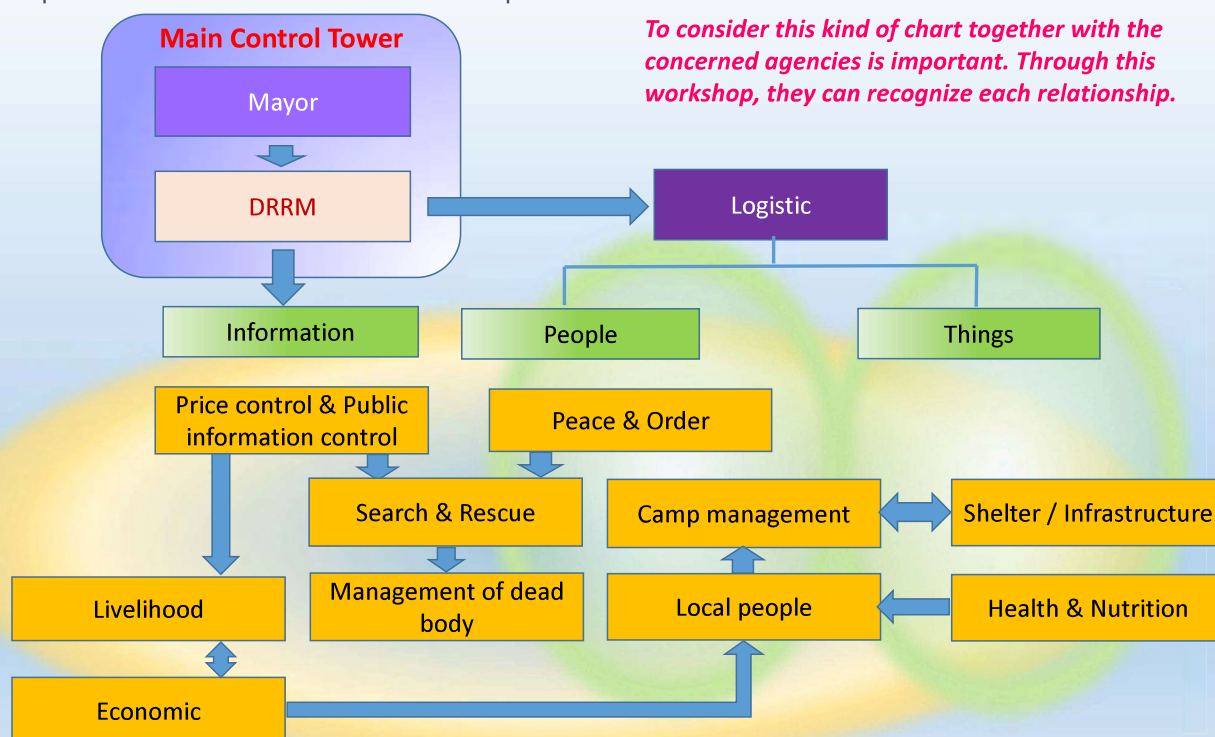 Main Control Tower
To consider this kind of chart together with the
concerned agencies is important. Through this
workshop, they can recognize each relationship.
Mayor
DRRM
Logistic
Information
People
Things
Price control & Public
information control
Peace & Order
Search & Rescue
Camp management
Shelter / Infrastructure
Management of dead
body
Livelihood
Local people
Health & Nutrition
Economic